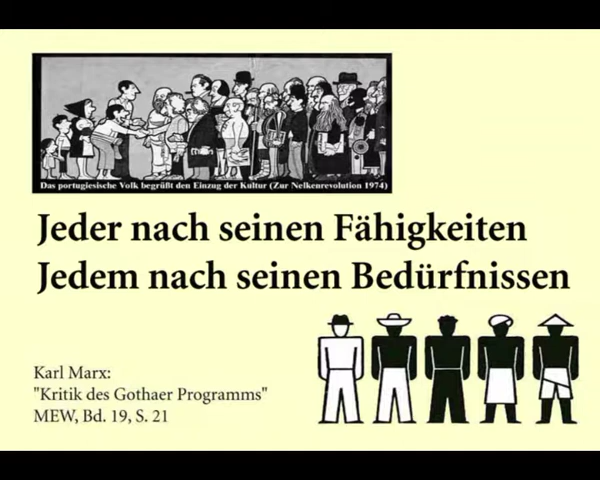 Das portugiesische Volk begrüßt den Einzug der Kultur (Zur Nelkenrevolution 1974)
Jeder nach seinen Fähigkeiten
Jedem nach seinen Bedürfnissen
Karl Marx:
"Kritik des Gothaer Programms"
MEW, Bd. 19, S. 21